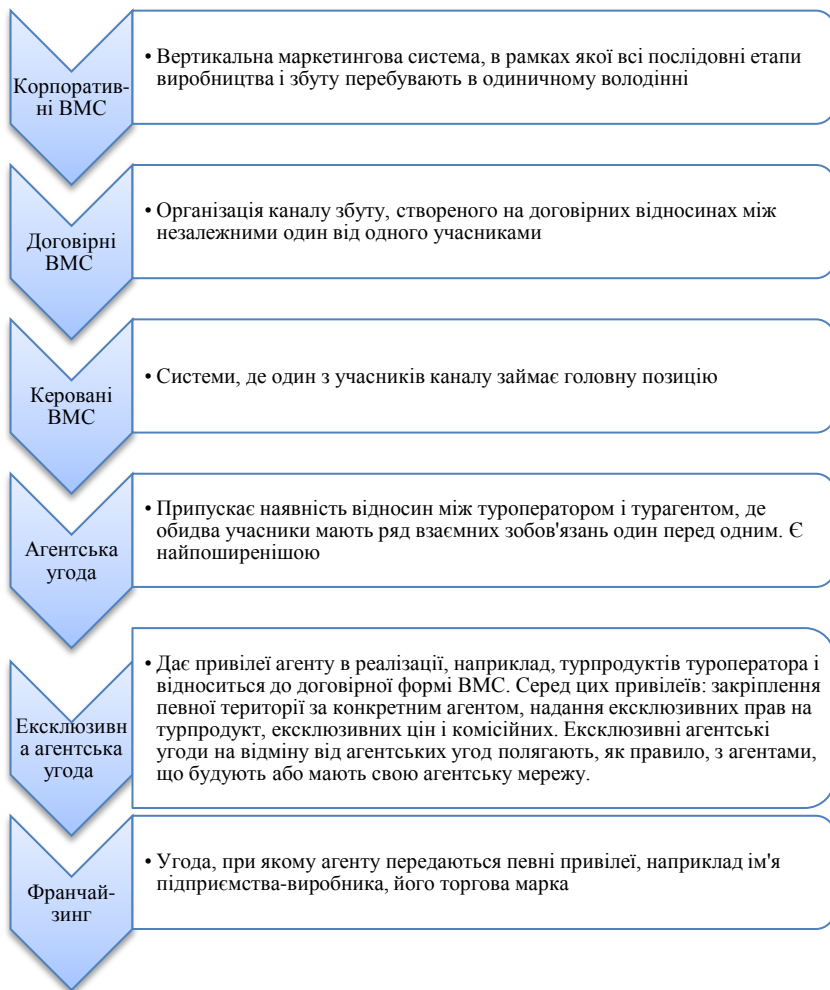 Корпоратив-
ні ВМС
• Вертикальна маркетингова система, в рамках якої всі послідовні етапи
виробництва і збуту перебувають в одиничному володінні
Договірні
ВМС
• Організація каналу збуту, створеного на договірних відносинах між
незалежними один від одного учасниками
Керовані
ВМС
• Системи, де один з учасників каналу займає головну позицію
Агентська
угода
• Припускає наявність відносин між туроператором і турагентом, де
обидва учасники мають ряд взаємних зобов'язань один перед одним. Є
найпоширенішою
Ексклюзивн
а агентська
угода
• Дає привілеї агенту в реалізації, наприклад, турпродуктів туроператора і
відноситься до договірної формі ВМС. Серед цих привілеїв: закріплення
певної території за конкретним агентом, надання ексклюзивних прав на
турпродукт, ексклюзивних цін і комісійних. Ексклюзивні агентські
угоди на відміну від агентських угод полягають, як правило, з агентами,
що будують або мають свою агентську мережу.
Франчай-
зинг
• Угода, при якому агенту передаються певні привілеї, наприклад ім'я
підприємства-виробника, його торгова марка